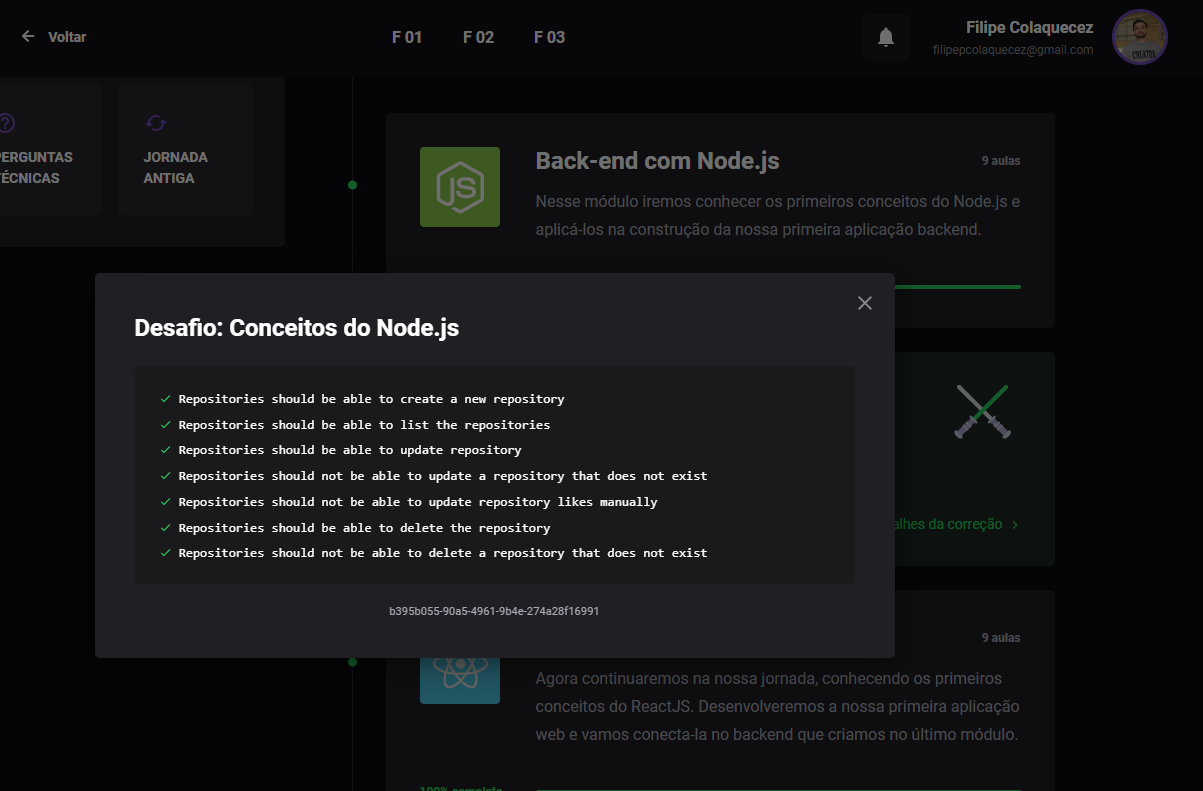 Voltar
F 01
F 02
F 03
Filipe Colaquecez
filipepcolaquecez@gmail.com
PERGUNTAS
TÉCNICAS
JORNADA
ANTIGA
JS
Back-end com Node.js
9 aulas
Nesse módulo iremos conhecer os primeiros conceitos do Node.js e
aplicá-los na construção da nossa primeira aplicação backend.
Desafio: Conceitos do Node.js
Repositories should be able to create a new repository
Repositories should be able to list the repositories
Repositories should be able to update repository
Repositories should not be able to update a repository that does not exist
Repositories should not be able to update repository likes manually
Repositories should be able to delete the repository
Repositories should not be able to delete a repository that does not exist
b395b055-90a5-4961-9b4e-274a28f16991
alhes da correção
9 aulas
Agora continuaremos na nossa jornada, conhecendo os primeiros
conceitos do ReactJS. Desenvolveremos a nossa primeira aplicação
web e vamos conecta-la no backend que criamos no último módulo.
100% completo